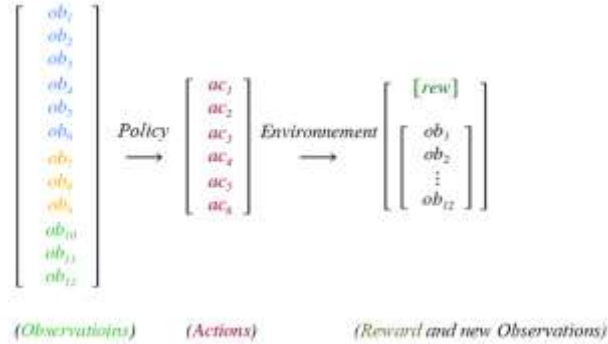 ob₁
ob₂
ob₃
ob₄
ob₅
ob₆
ob₇
ob₈
ob₉
ob₁₀
ob₁₁
ob₁₂
Policy
→
ac₁
ac₂
ac₃
ac₄
ac₅
ac₆
Environnement
→
[rew]
ob₁
ob₂
⋮
ob₁₂
(Observatioins)
(Actions)
(Reward and new Observations)